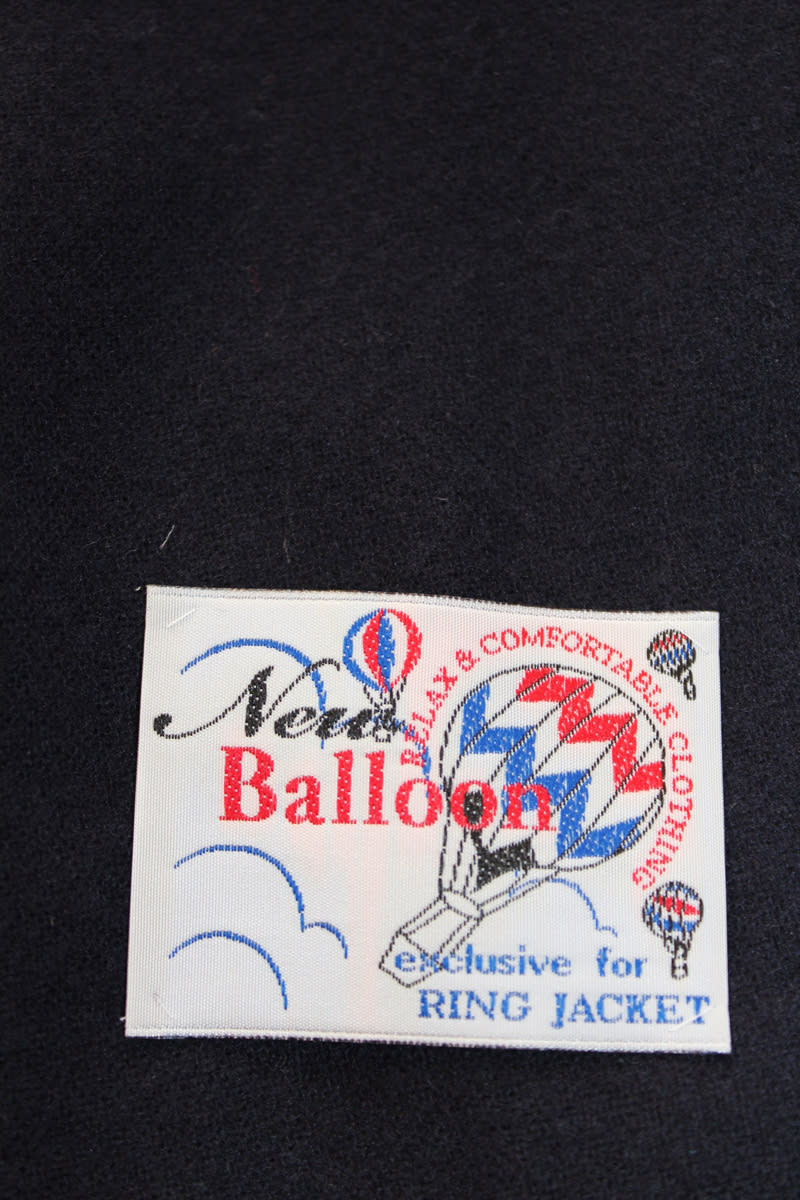 New
Balloon
RELAX & COMFORTABLE CLOTHING
exclusive for
RING JACKET